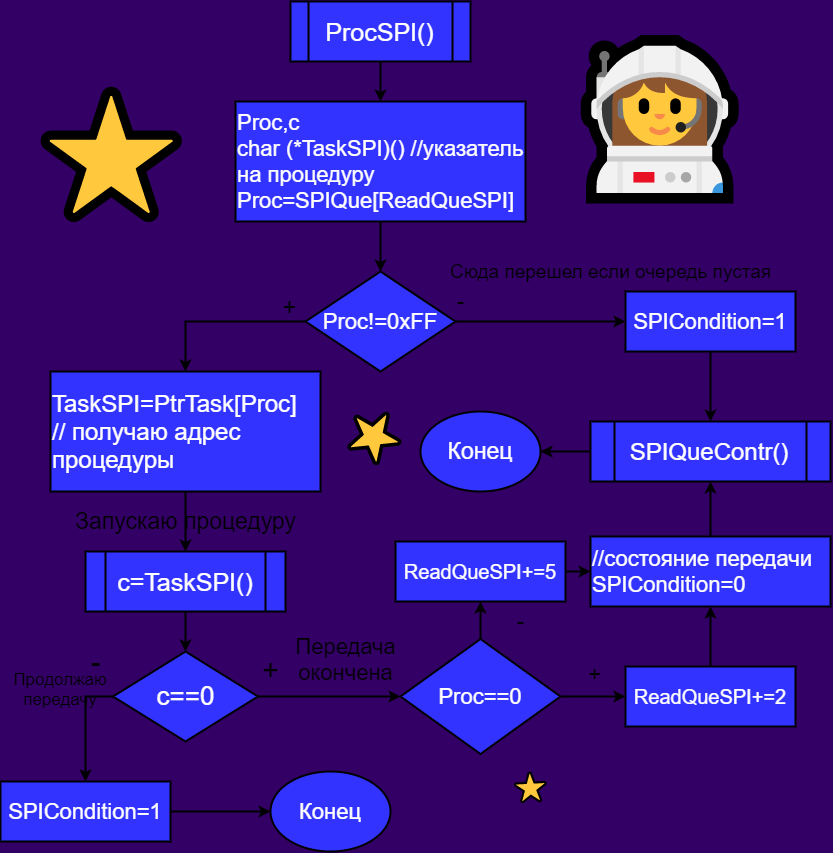 ProcSPI()
Proc,c
char (*TaskSPI)() //указатель
на процедуру
Proc=SPIQue[ReadQueSPI]
Сюда перешел если очередь пустая
+
Proc!=0xFF
-
SPICondition=1
TaskSPI=PtrTask[Proc]
// получаю адрес
процедуры
Конец
SPIQueContr()
Запускаю процедуру
c=TaskSPI()
ReadQueSPI+=5
//состояние передачи
SPICondition=0
-
Продолжаю
передачу
c==0
+
Передача
окончена
-
Proc==0
+
ReadQueSPI+=2
SPICondition=1
Конец